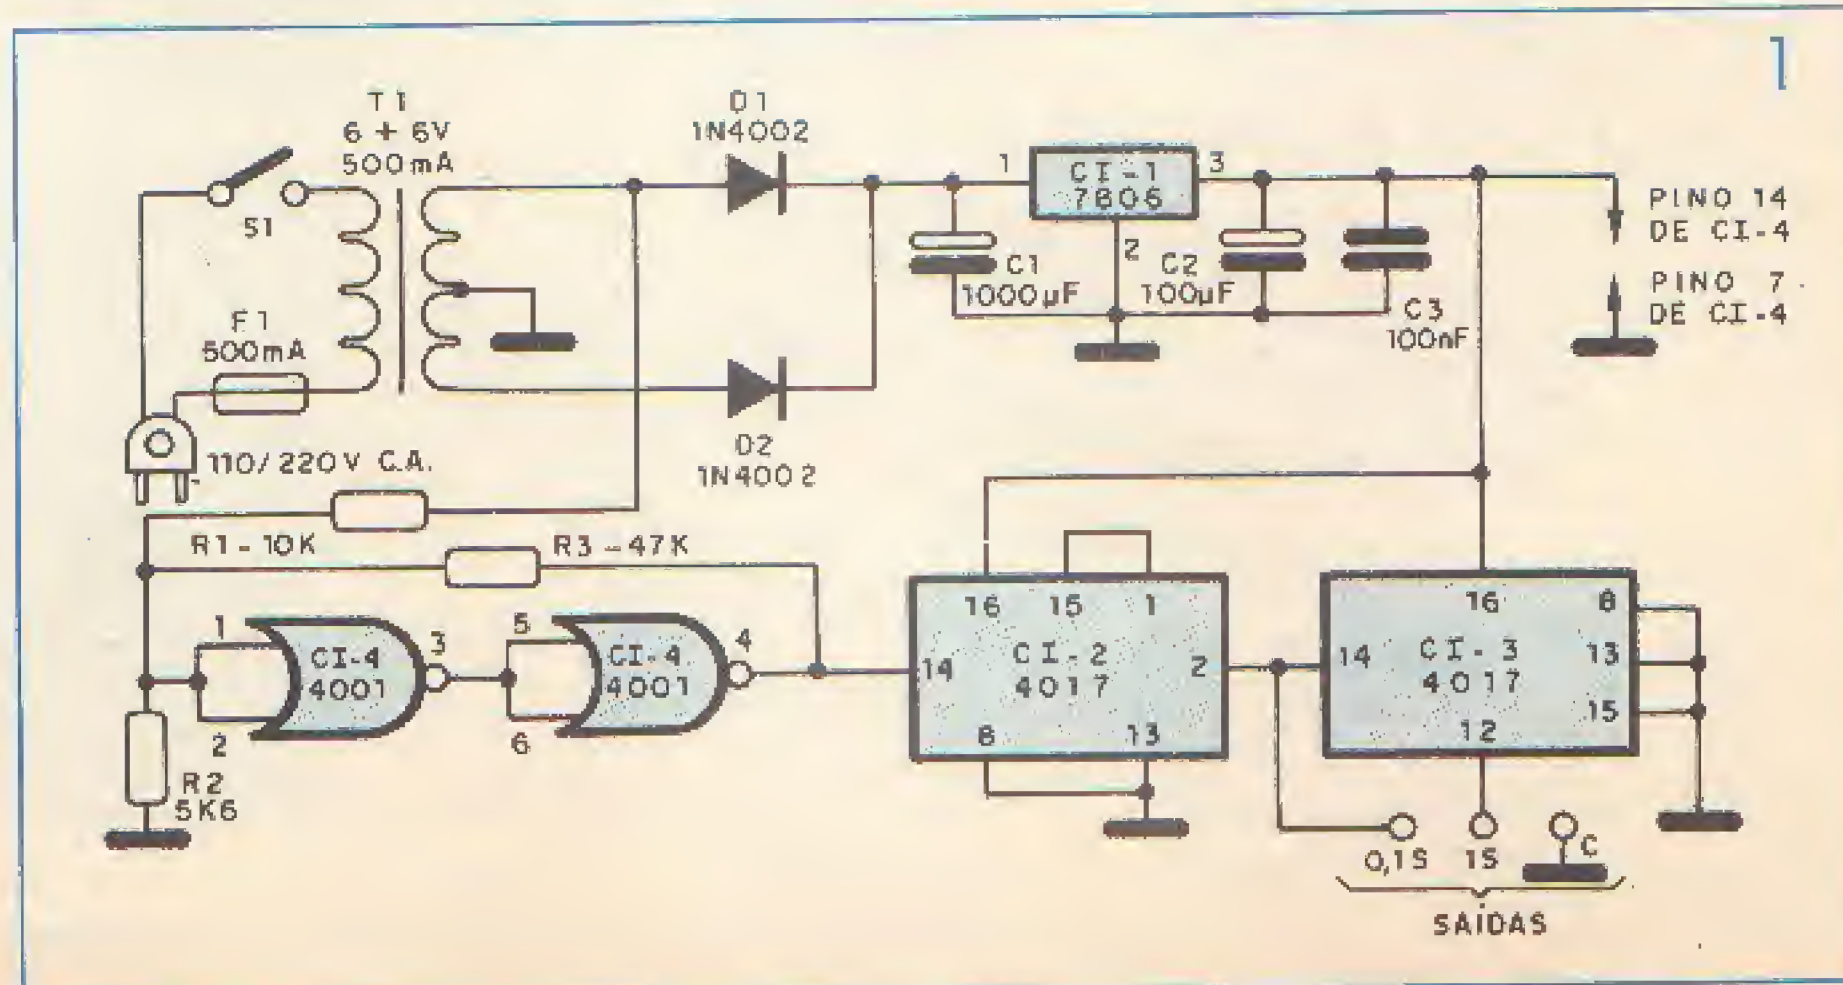 1
T1
6 + 6V
500mA
S1
F1
500mA
110/220V C.A.
D1
1N4002
D2
1N4002
1
CI-1
7806
3
2
C1
1000µF
C2
100µF
C3
100nF
PINO 14
DE CI-4
PINO 7
DE CI-4
R1-10K
R3-47K
1
2
CI-4
4001
3
5
6
CI-4
4001
4
R2
5K6
16
15
1
14
CI-2
4017
2
8
13
16
8
14
CI-3
4017
13
15
12
0,1S
1S
C
SAÍDAS